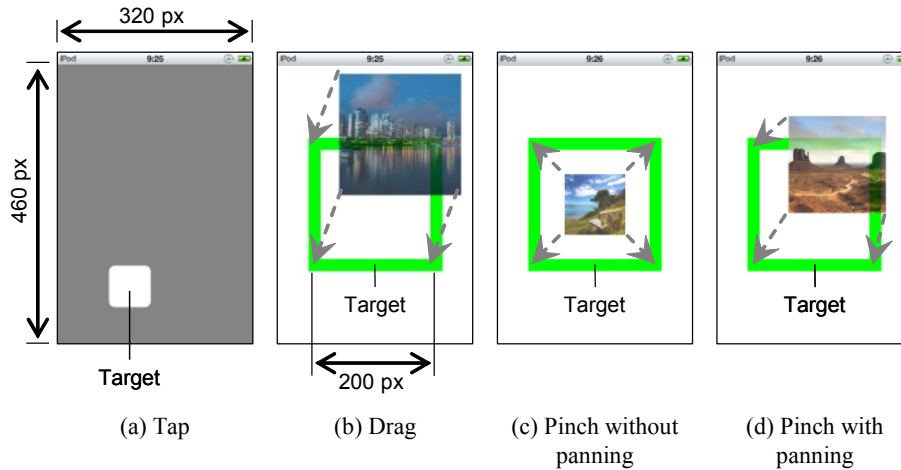 320 px
iPod 9:25
iPod 9:25
iPod 9:26
iPod 9:26
460 px
Target
Target
Target
Target
200 px
(a) Tap
(b) Drag
(c) Pinch without panning
(d) Pinch with panning